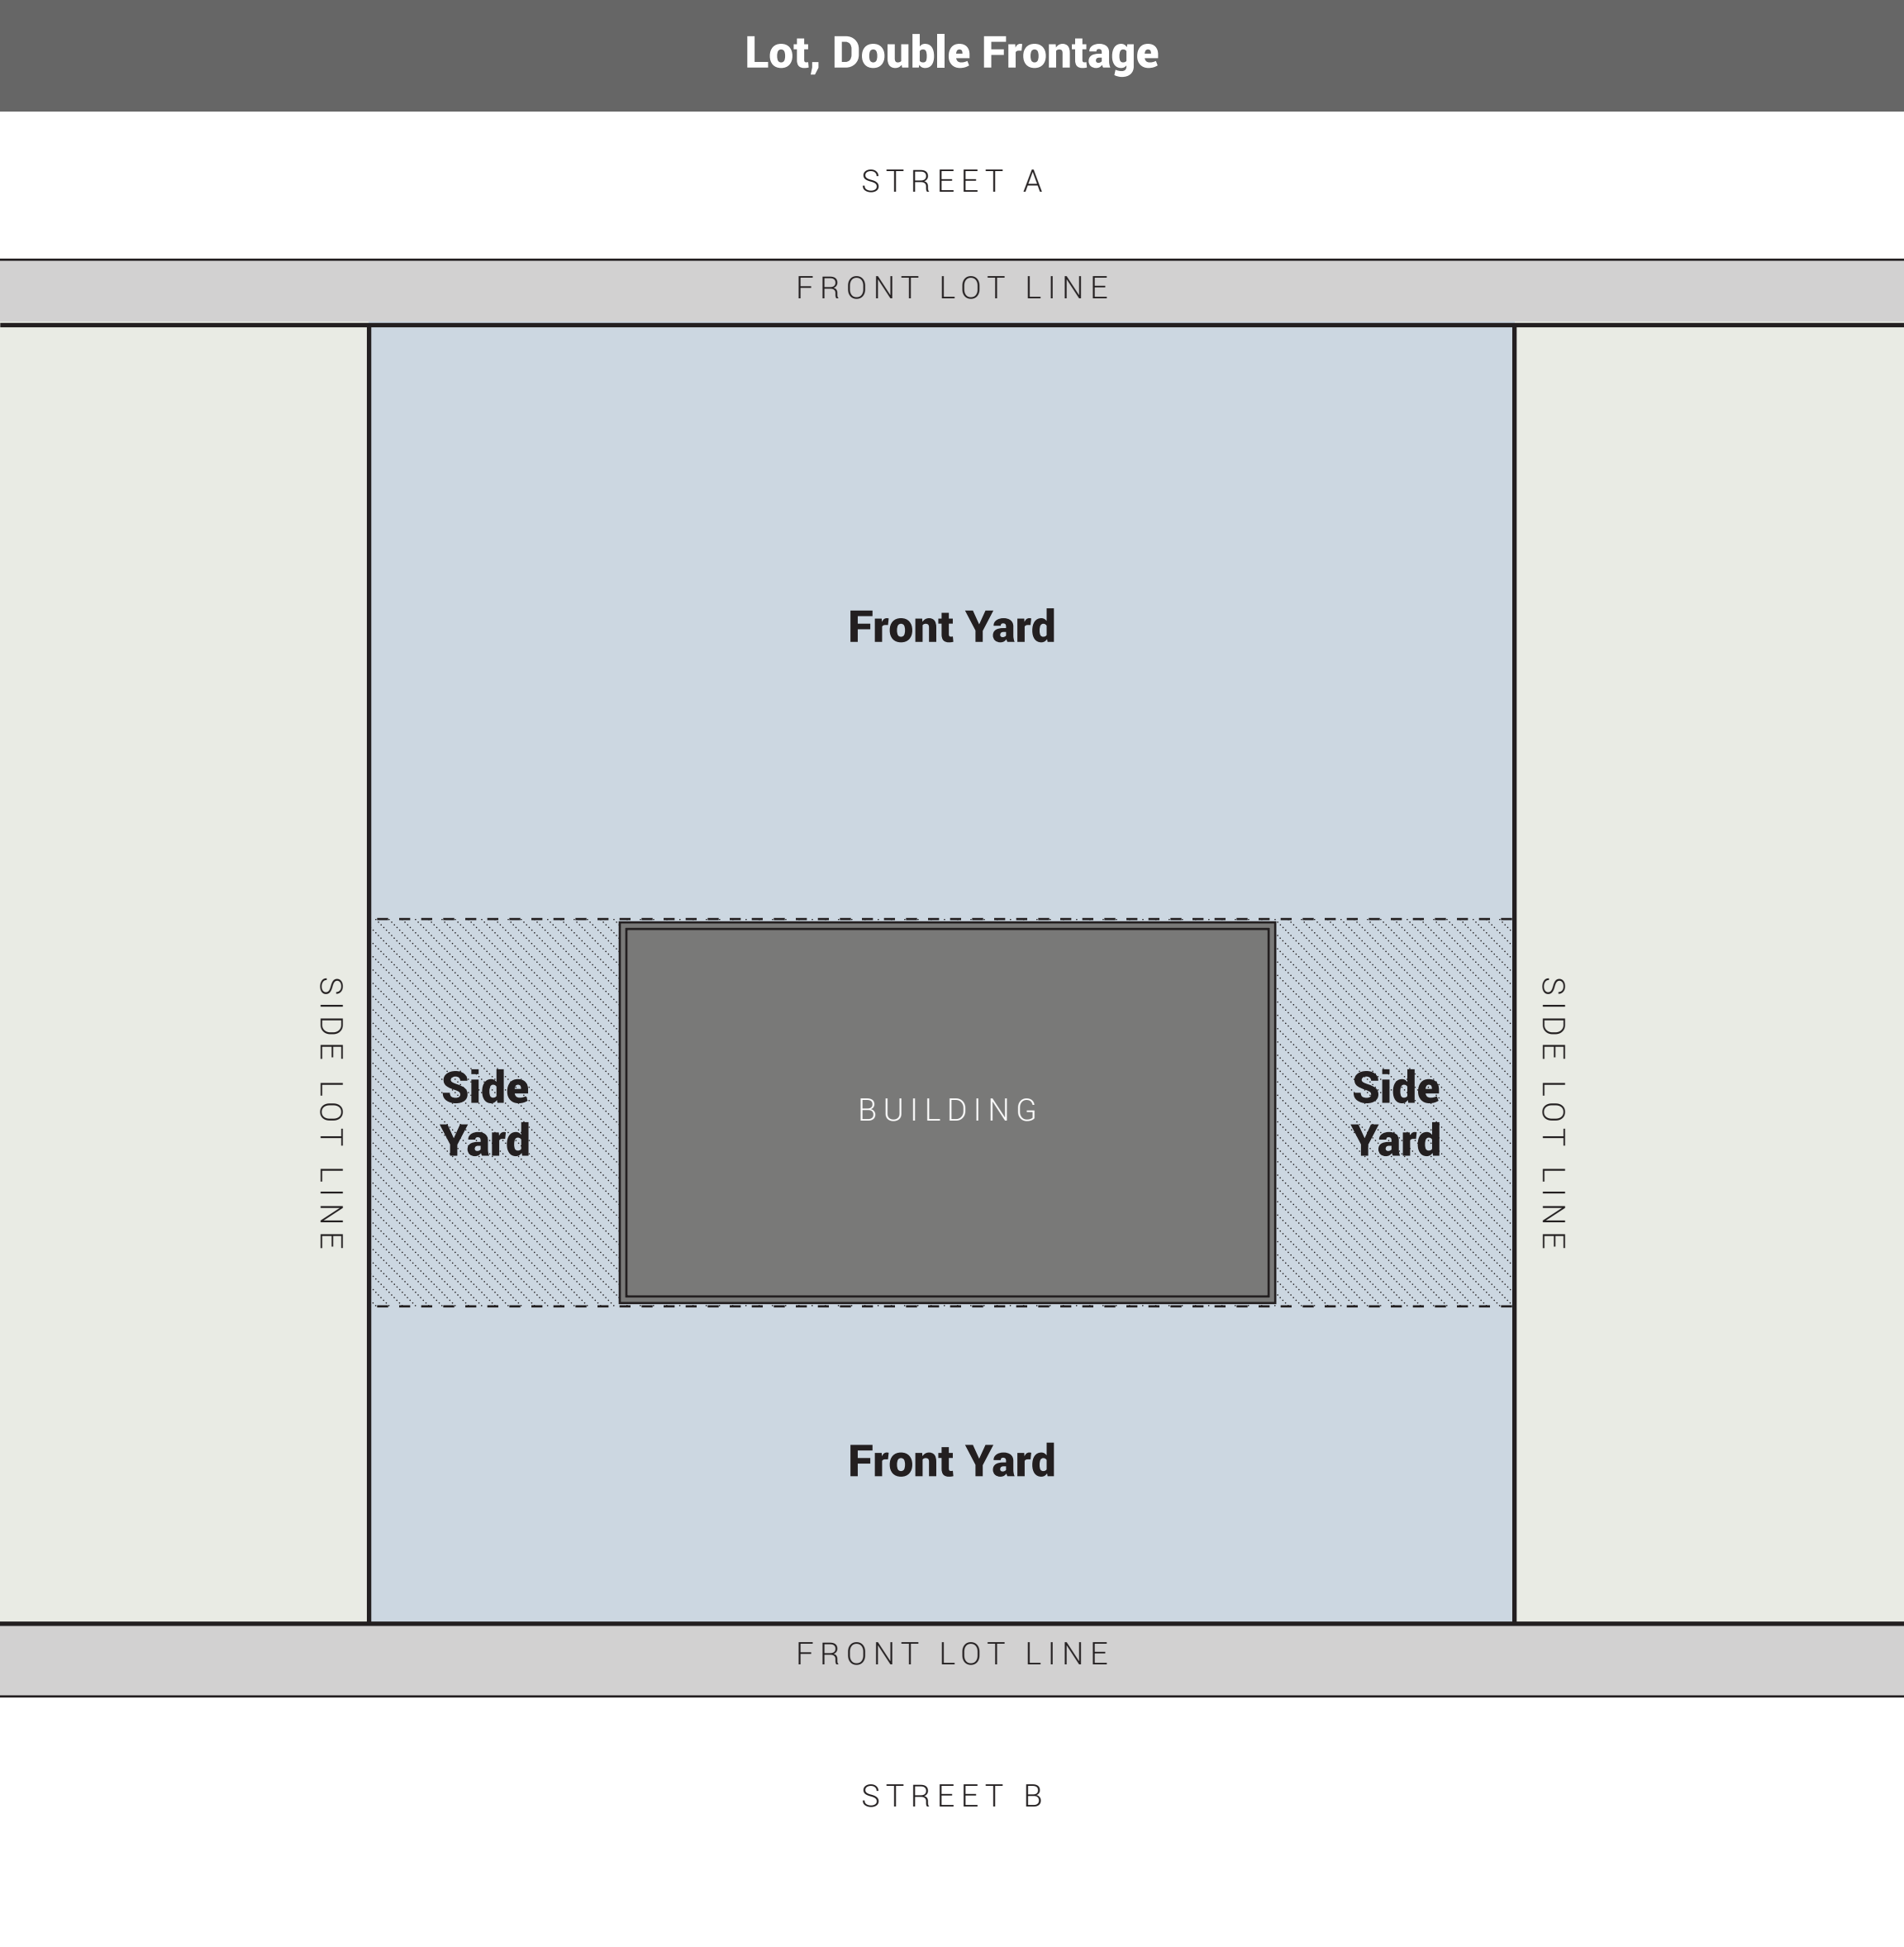 Lot, Double Frontage
STREET A
FRONT LOT LINE
Front Yard
SIDE LOT LINE
Side
Yard
BUILDING
Side
Yard
SIDE LOT LINE
Front Yard
FRONT LOT LINE
STREET B